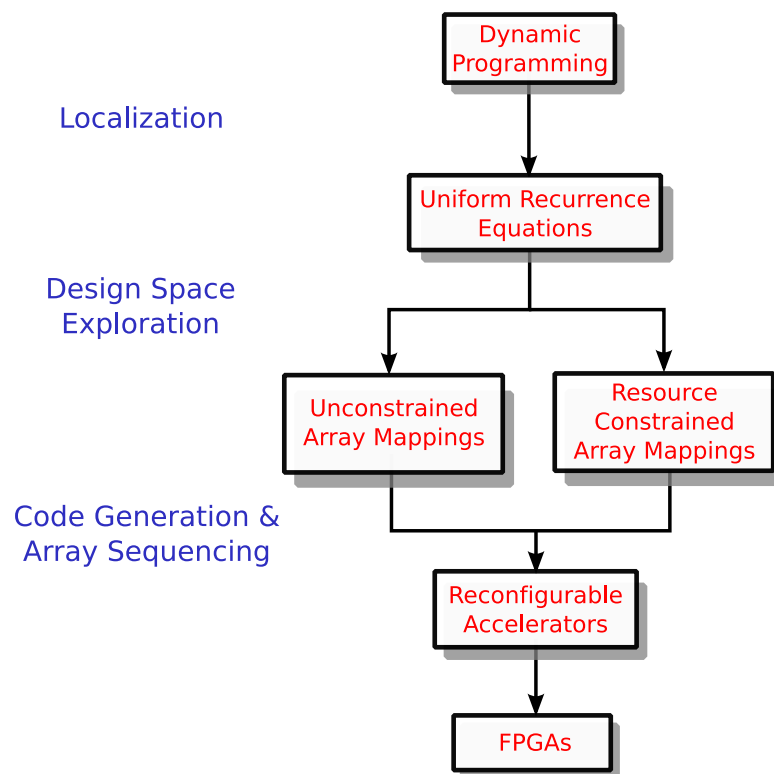 Dynamic
Programming
Localization
Uniform Recurrence
Equations
Design Space
Exploration
Unconstrained
Array Mappings
Resource
Constrained
Array Mappings
Code Generation &
Array Sequencing
Reconfigurable
Accelerators
FPGAs